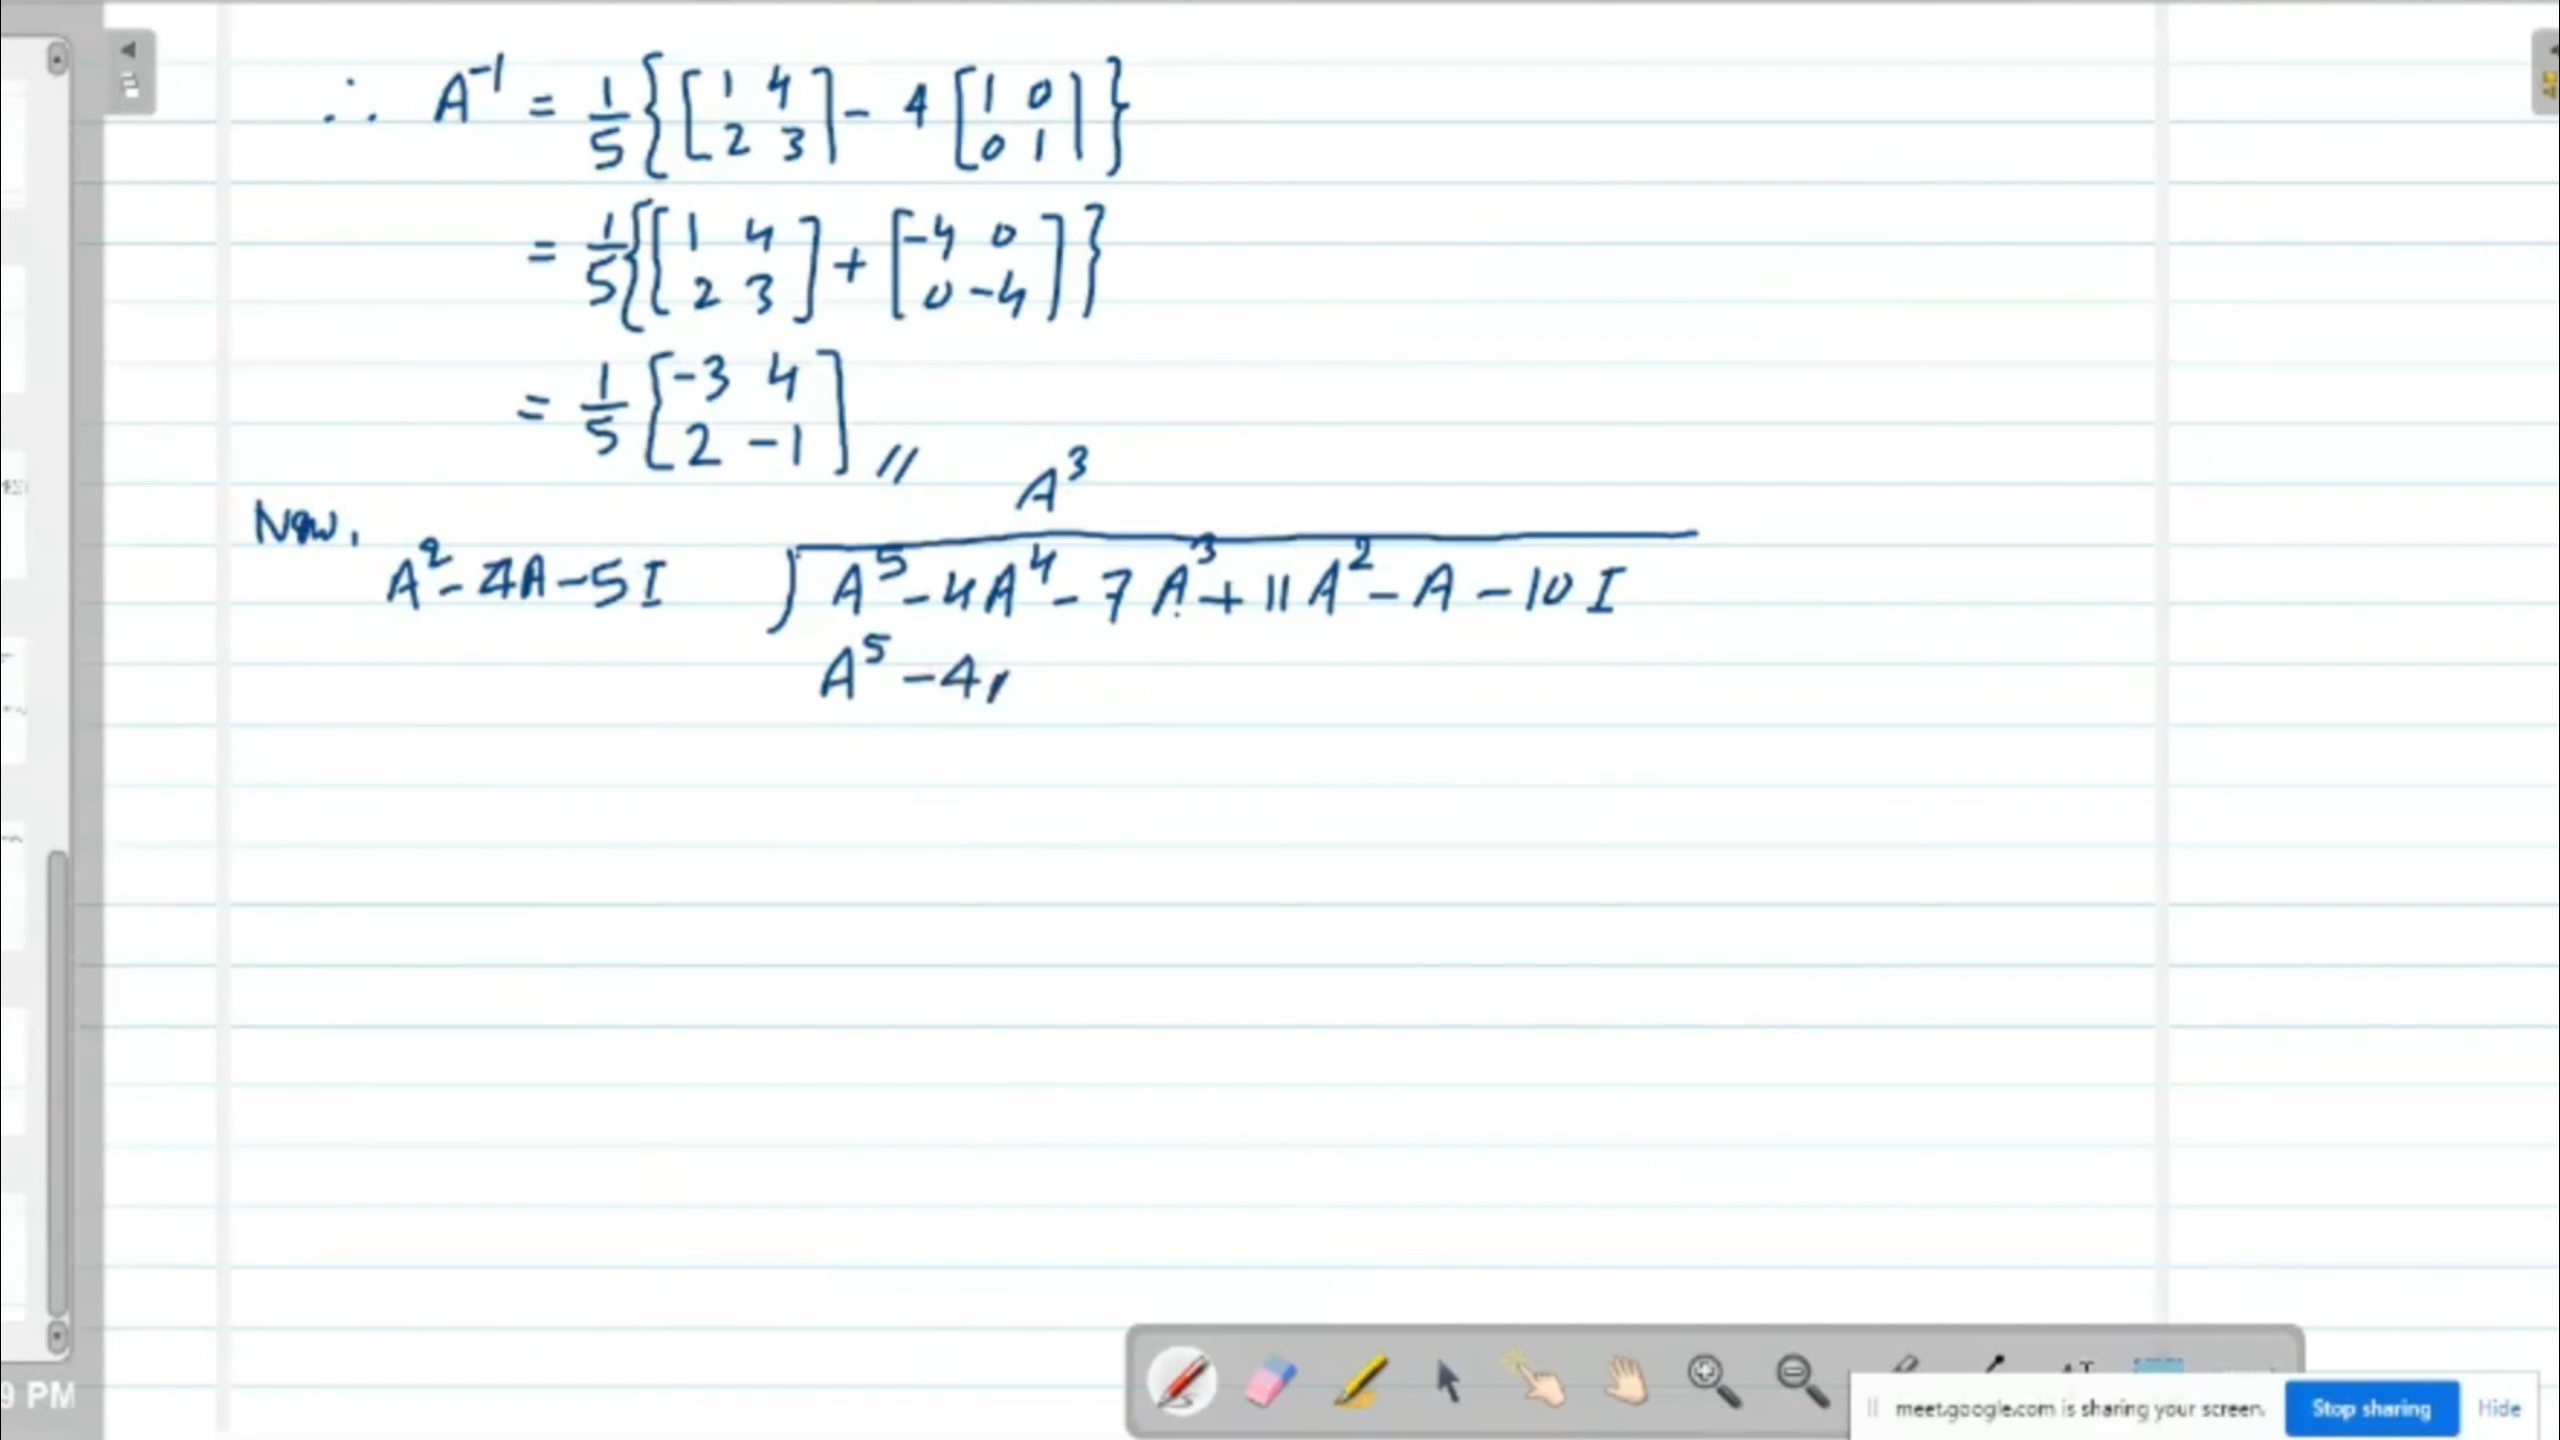 ∴ A⁻¹ = 1/5 { [1 4; 2 3] - 4 [1 0; 0 1] }
= 1/5 { [1 4; 2 3] + [-4 0; 0 -4] }
= 1/5 [-3 4; 2 -1] //
A³
Now,
A² - 4A - 5I ) A⁵ - 4A⁴ - 7A³ + 11A² - A - 10I
A⁵ - 4
9 PM
meet.google.com is sharing your screen. Stop sharing Hide